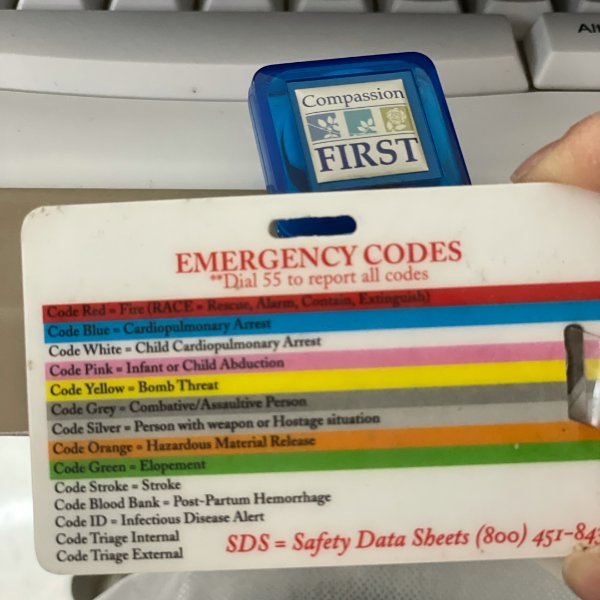 Alt
Compassion
FIRST
EMERGENCY CODES
**Dial 55 to report all codes
Code Red = Fire (RACE = Rescue, Alarm, Contain, Extinguish)
Code Blue = Cardiopulmonary Arrest
Code White = Child Cardiopulmonary Arrest
Code Pink = Infant or Child Abduction
Code Yellow = Bomb Threat
Code Grey = Combative/Assaultive Person
Code Silver = Person with weapon or Hostage situation
Code Orange = Hazardous Material Release
Code Green = Elopement
Code Stroke = Stroke
Code Blood Bank = Post-Partum Hemorrhage
Code ID = Infectious Disease Alert
Code Triage Internal
Code Triage External
SDS = Safety Data Sheets (800) 451-843